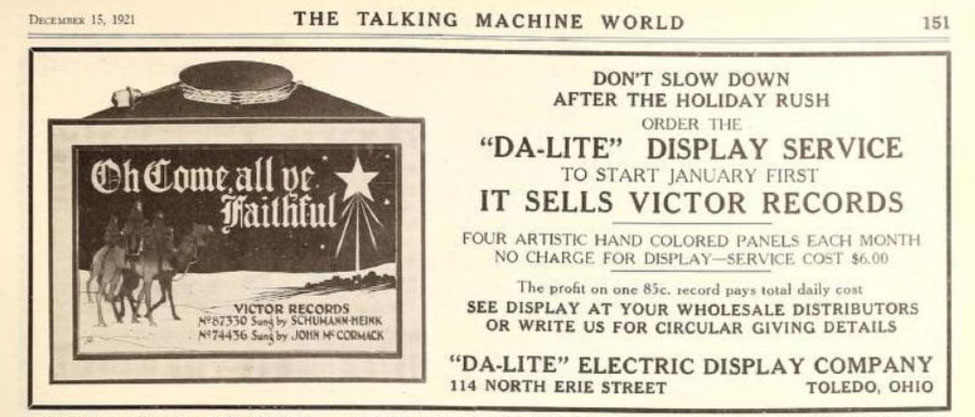 DECEMBER 15, 1921
THE TALKING MACHINE WORLD
151
Oh Come, all ye
Faithful
VICTOR RECORDS
No 87330 Sung by SCHUMANN-HEINK
No 74436 Sung by JOHN McCORMACK
DON'T SLOW DOWN
AFTER THE HOLIDAY RUSH
ORDER THE
"DA-LITE" DISPLAY SERVICE
TO START JANUARY FIRST
IT SELLS VICTOR RECORDS
FOUR ARTISTIC HAND COLORED PANELS EACH MONTH
NO CHARGE FOR DISPLAY—SERVICE COST $6.00
The profit on one 85c. record pays total daily cost
SEE DISPLAY AT YOUR WHOLESALE DISTRIBUTORS
OR WRITE US FOR CIRCULAR GIVING DETAILS
"DA-LITE" ELECTRIC DISPLAY COMPANY
114 NORTH ERIE STREET TOLEDO, OHIO